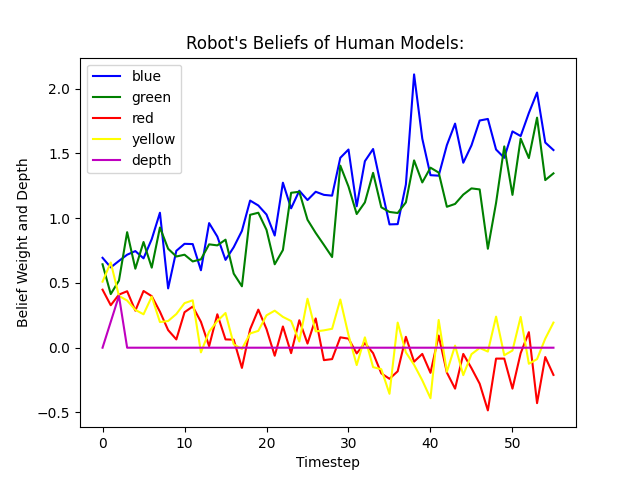 Robot's Beliefs of Human Models:
blue
green
red
yellow
depth
Belief Weight and Depth
2.0
1.5
1.0
0.5
0.0
−0.5
0 10 20 30 40 50
Timestep